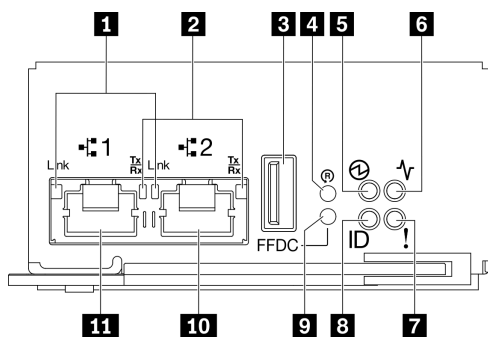 1 2 3 4 5 6
1 2
Link Tx Rx Link Tx Rx
R
FFDC ID !
11 10 9 8 7